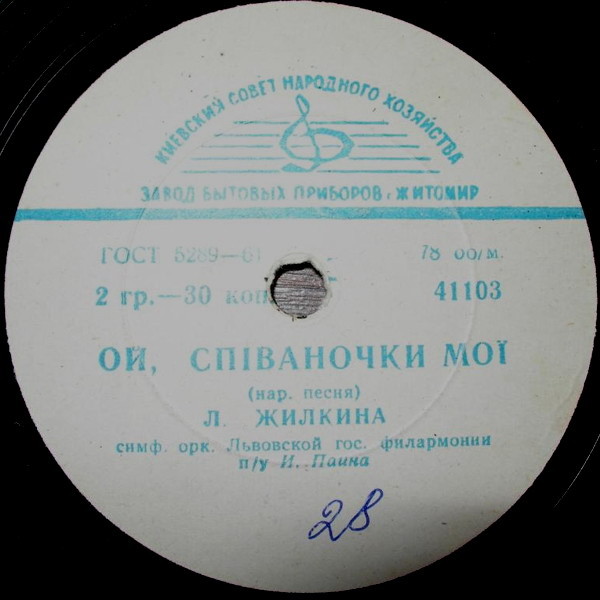 КИЕВСКИЙ СОВЕТ НАРОДНОГО ХОЗЯЙСТВА
ЗАВОД БЫТОВЫХ ПРИБОРОВ г. ЖИТОМИР
ГОСТ 5289—61 78 об/м.
2 гр.—30 коп. 41103
ОЙ, СПІВАНОЧКИ МОЇ
(нар. песня)
Л. ЖИЛКИНА
симф. орк. Львовской гос. филармонии
п/у И. Паина
28